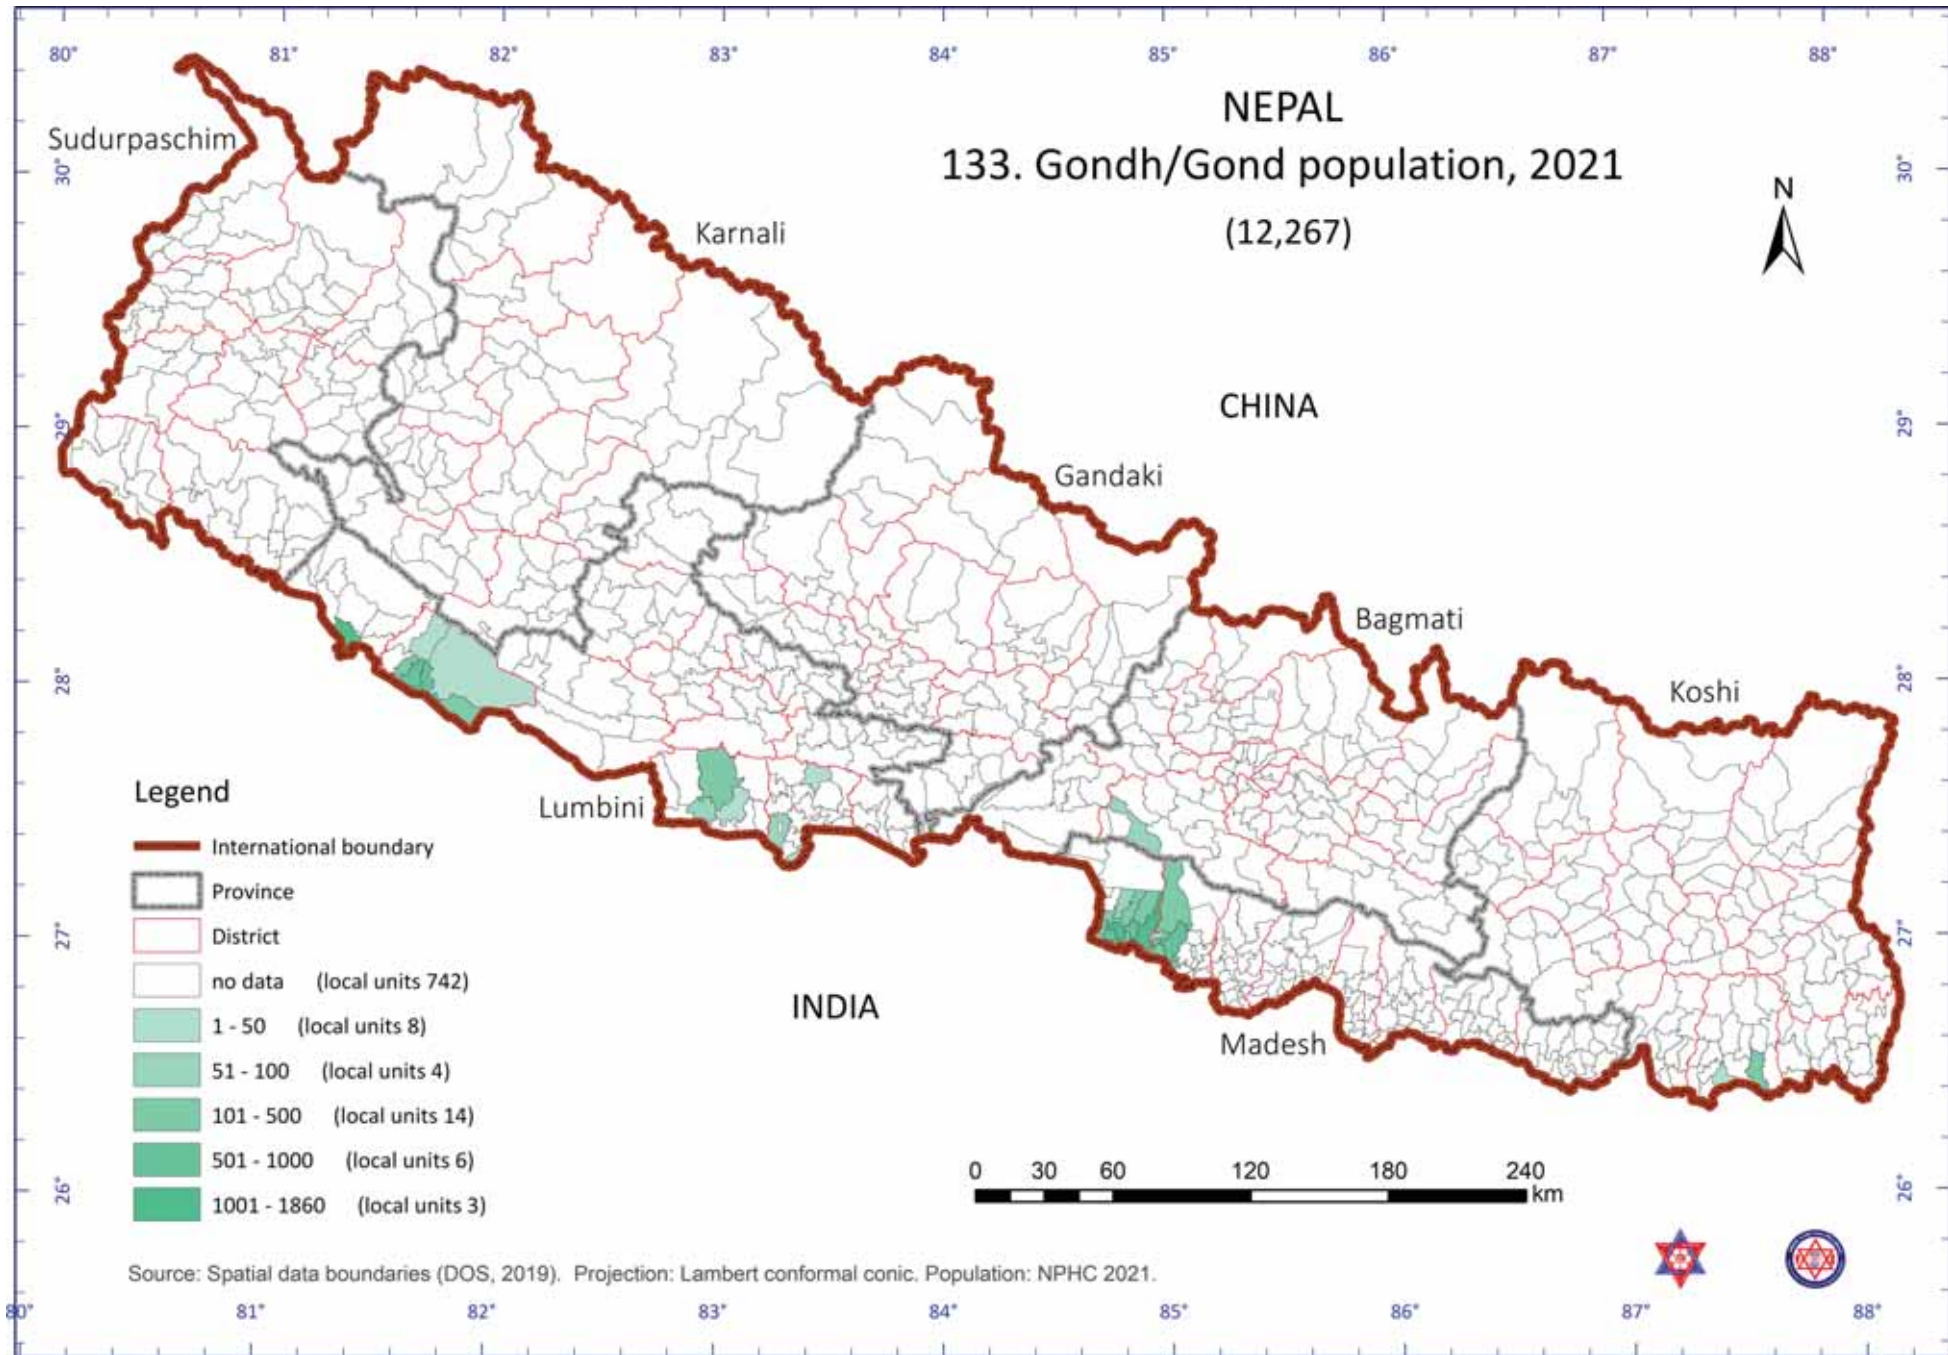 80° 81° 82° 83° 84° 85° 86° 87° 88°
NEPAL
133. Gondh/Gond population, 2021
(12,267)
N
Sudurpaschim
30° 30°
Karnali
CHINA
29° 29°
Gandaki
Bagmati
28° 28°
Koshi
Lumbini
27° 27°
INDIA
Madesh
26° 26°
Legend
International boundary
Province
District
no data (local units 742)
1 - 50 (local units 8)
51 - 100 (local units 4)
101 - 500 (local units 14)
501 - 1000 (local units 6)
1001 - 1860 (local units 3)
0 30 60 120 180 240
km
Source: Spatial data boundaries (DOS, 2019). Projection: Lambert conformal conic. Population: NPHC 2021.
80° 81° 82° 83° 84° 85° 86° 87° 88°